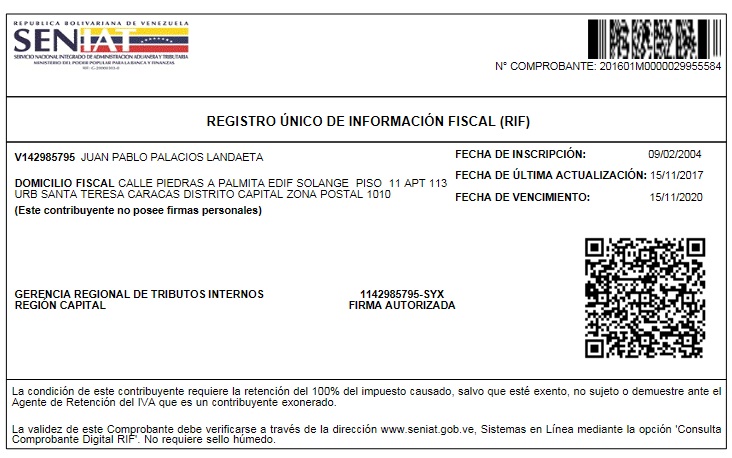 REPUBLICA BOLIVARIANA DE VENEZUELA
SENIAT
SERVICIO NACIONAL INTEGRADO DE ADMINISTRACION ADUANERA Y TRIBUTARIA
MINISTERIO DEL PODER POPULAR PARA LA BANCA Y FINANZAS
N° COMPROBANTE: 201601M0000029955584
REGISTRO ÚNICO DE INFORMACIÓN FISCAL (RIF)
V142985795 JUAN PABLO PALACIOS LANDAETA
DOMICILIO FISCAL CALLE PIEDRAS A PALMITA EDIF SOLANGE PISO 11 APT 113
URB SANTA TERESA CARACAS DISTRITO CAPITAL ZONA POSTAL 1010
(Este contribuyente no posee firmas personales)
FECHA DE INSCRIPCIÓN: 09/02/2004
FECHA DE ÚLTIMA ACTUALIZACIÓN: 15/11/2017
FECHA DE VENCIMIENTO: 15/11/2020
GERENCIA REGIONAL DE TRIBUTOS INTERNOS
REGIÓN CAPITAL
1142985795-SYX
FIRMA AUTORIZADA
La condición de este contribuyente requiere la retención del 100% del impuesto causado, salvo que esté exento, no sujeto o demuestre ante el
Agente de Retención del IVA que es un contribuyente exonerado.
La validez de este Comprobante debe verificarse a través de la dirección www.seniat.gob.ve, Sistemas en Línea mediante la opción 'Consulta
Comprobante Digital RIF'. No requiere sello húmedo.